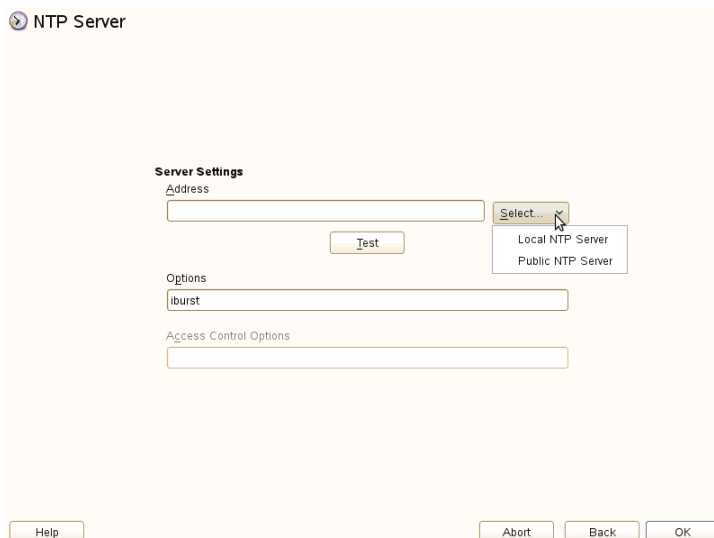 NTP Server
Server Settings
Address
Select...
Local NTP Server
Public NTP Server
Test
Options
iburst
Access Control Options
Help
Abort
Back
OK